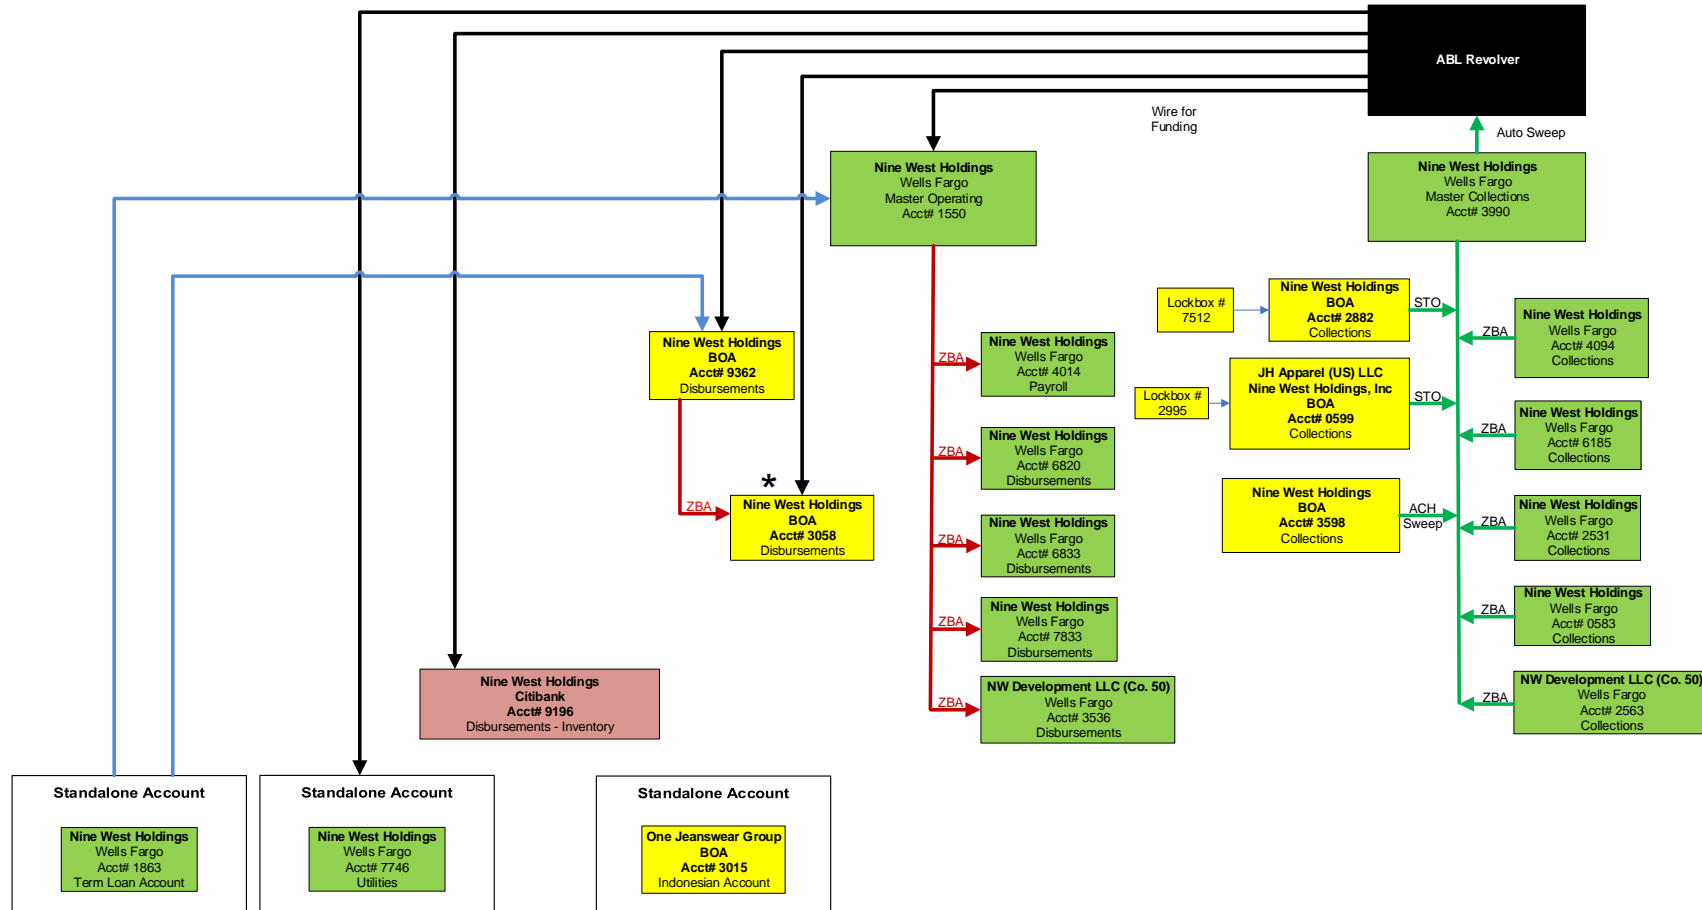 ABL Revolver
Wire for
Funding
Auto Sweep
Nine West Holdings
Wells Fargo
Master Operating
Acct# 1550
Nine West Holdings
Wells Fargo
Master Collections
Acct# 3990
Lockbox #
7512
Nine West Holdings
BOA
Acct# 2882
Collections
STO
Nine West Holdings
Wells Fargo
Acct# 4094
Collections
ZBA
Nine West Holdings
BOA
Acct# 9362
Disbursements
ZBA
Nine West Holdings
Wells Fargo
Acct# 4014
Payroll
Lockbox #
2995
JH Apparel (US) LLC
Nine West Holdings, Inc
BOA
Acct# 0599
Collections
STO
ZBA
Nine West Holdings
Wells Fargo
Acct# 6185
Collections
ZBA
Nine West Holdings
Wells Fargo
Acct# 6820
Disbursements
*
ZBA
Nine West Holdings
BOA
Acct# 3058
Disbursements
Nine West Holdings
BOA
Acct# 3598
Collections
ACH
Sweep
ZBA
Nine West Holdings
Wells Fargo
Acct# 2531
Collections
ZBA
Nine West Holdings
Wells Fargo
Acct# 6833
Disbursements
ZBA
Nine West Holdings
Wells Fargo
Acct# 7833
Disbursements
ZBA
Nine West Holdings
Wells Fargo
Acct# 0583
Collections
Nine West Holdings
Citibank
Acct# 9196
Disbursements - Inventory
ZBA
NW Development LLC (Co. 50)
Wells Fargo
Acct# 3536
Disbursements
ZBA
NW Development LLC (Co. 50)
Wells Fargo
Acct# 2563
Collections
Standalone Account
Nine West Holdings
Wells Fargo
Acct# 1863
Term Loan Account
Standalone Account
Nine West Holdings
Wells Fargo
Acct# 7746
Utilities
Standalone Account
One Jeanswear Group
BOA
Acct# 3015
Indonesian Account